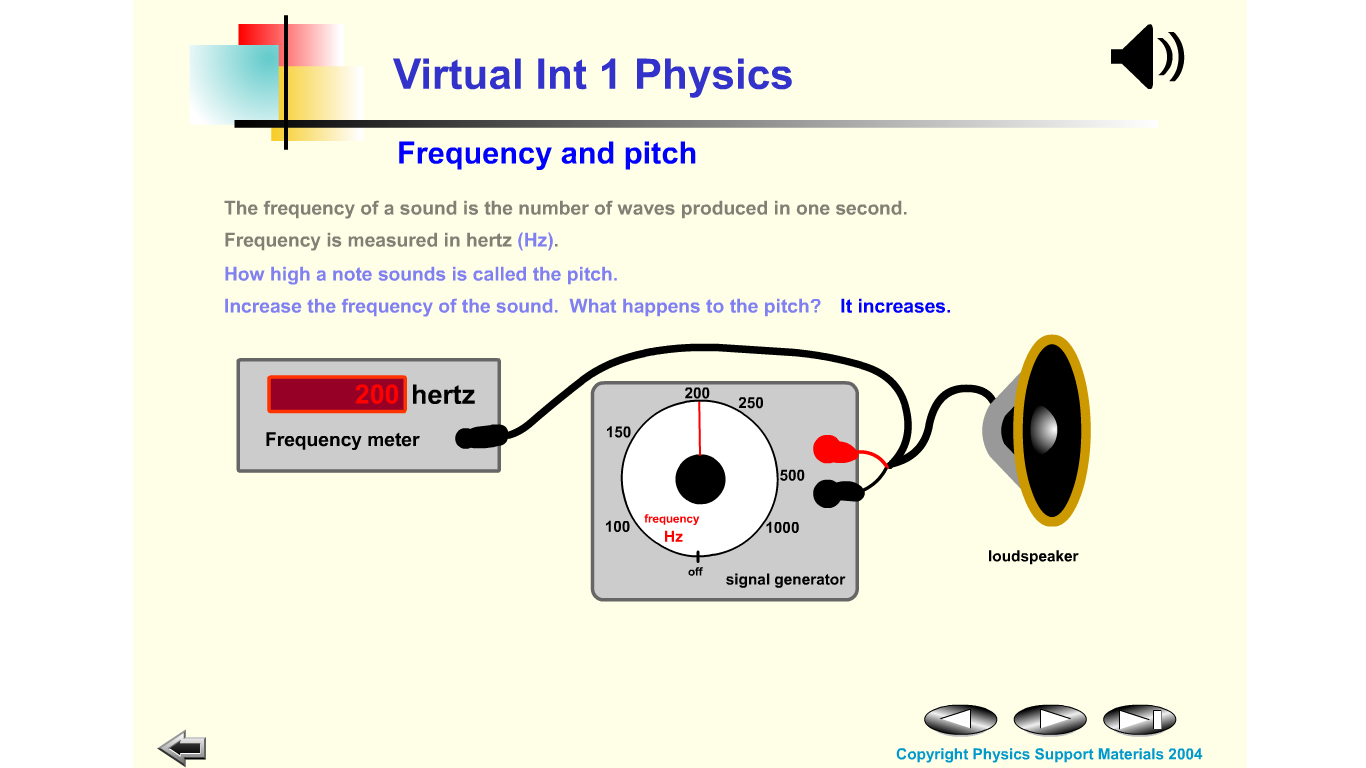 Virtual Int 1 Physics
Frequency and pitch
The frequency of a sound is the number of waves produced in one second.
Frequency is measured in hertz (Hz).
How high a note sounds is called the pitch.
Increase the frequency of the sound. What happens to the pitch? It increases.
200 hertz
Frequency meter
200
250
150
500
100
1000
frequency
Hz
off
signal generator
loudspeaker
Copyright Physics Support Materials 2004